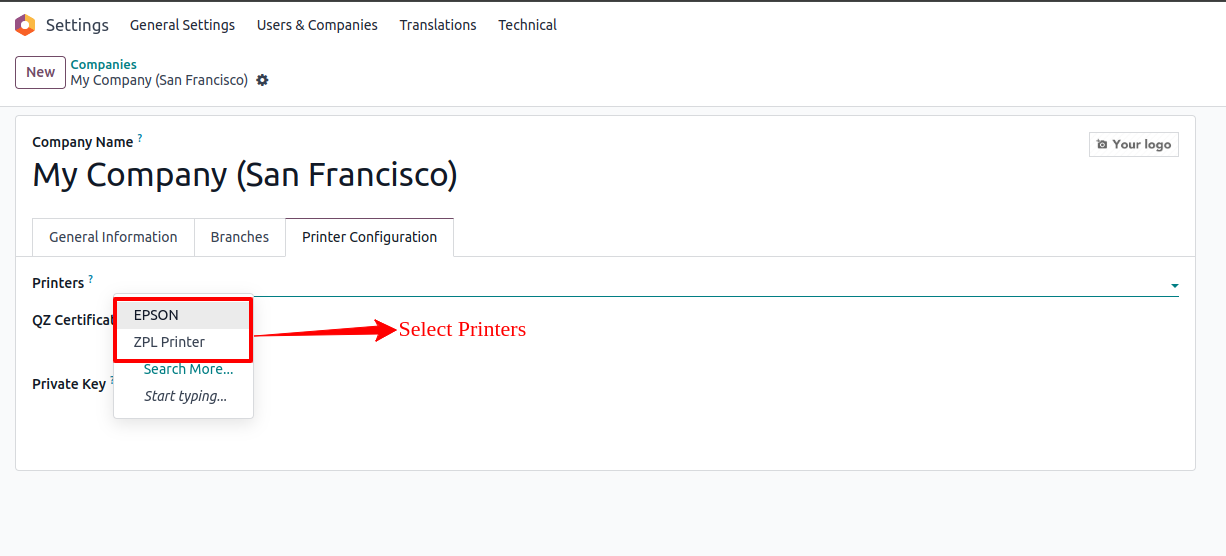 Settings General Settings Users & Companies Translations Technical
New
Companies
My Company (San Francisco)
Company Name ?
Your logo
My Company (San Francisco)
General Information Branches Printer Configuration
Printers ?
EPSON
QZ Certificat
Select Printers
ZPL Printer
Search More...
Private Key ?
Start typing...